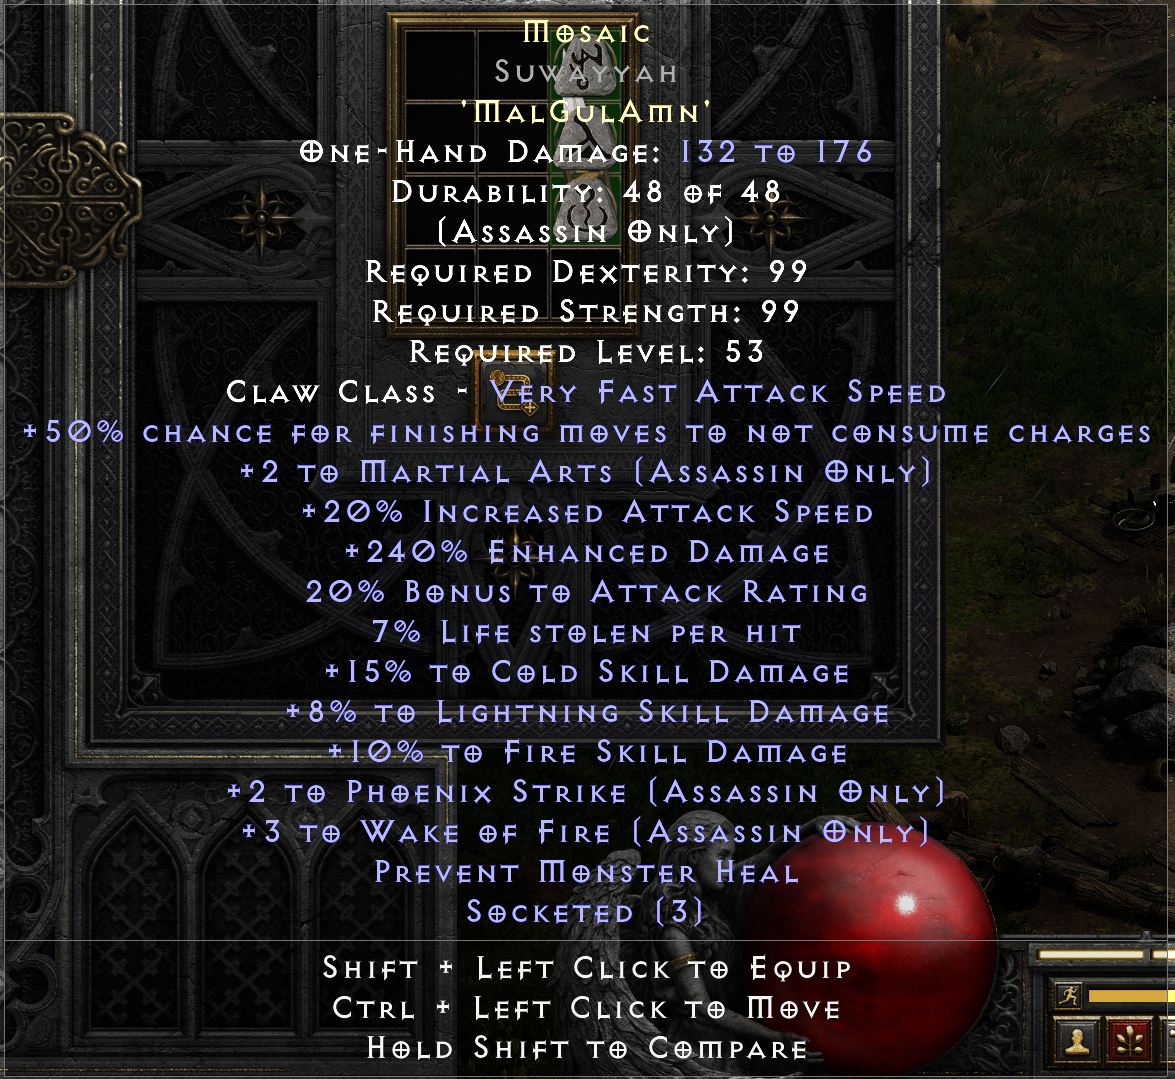 Mosaic
Suwayyah
'MalGulAmn'
One-Hand Damage: 132 to 176
Durability: 48 of 48
(Assassin Only)
Required Dexterity: 99
Required Strength: 99
Required Level: 53
Claw Class - Very Fast Attack Speed
+50% chance for finishing moves to not consume charges
+2 to Martial Arts (Assassin Only)
+20% Increased Attack Speed
+240% Enhanced Damage
20% Bonus to Attack Rating
7% Life stolen per hit
+15% to Cold Skill Damage
+8% to Lightning Skill Damage
+10% to Fire Skill Damage
+2 to Phoenix Strike (Assassin Only)
+3 to Wake of Fire (Assassin Only)
Prevent Monster Heal
Socketed (3)
Shift + Left Click to Equip
Ctrl + Left Click to Move
Hold Shift to Compare